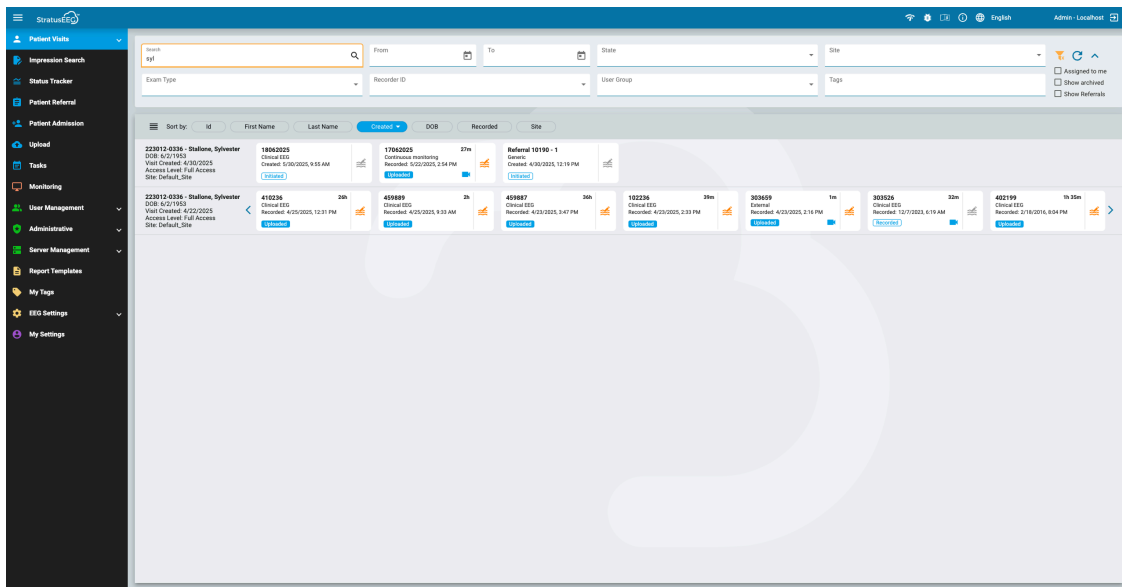 StratusEEG
English
Admin - Localhost
Patient Visits
Impression Search
Status Tracker
Patient Referral
Patient Admission
Upload
Tasks
Monitoring
User Management
Administrative
Server Management
Report Templates
My Tags
EEG Settings
My Settings
Search
syl
From
To
State
Site
Exam Type
Recorder ID
User Group
Tags
Assigned to me
Show archived
Show Referrals
Sort by: Id First Name Last Name Created DOB Recorded Site
223012-0336 - Stallone, Sylvester
DOB: 6/2/1953
Visit Created: 4/30/2025
Access Level: Full Access
Site: Default_Site
18062025
Clinical EEG
Created: 5/30/2025, 9:55 AM
Initiated
17062025 37m
Continuous monitoring
Recorded: 5/22/2025, 2:54 PM
Uploaded
Referral 10190 - 1
Generic
Created: 4/30/2025, 12:19 PM
Initiated
223012-0336 - Stallone, Sylvester
DOB: 6/2/1953
Visit Created: 4/22/2025
Access Level: Full Access
Site: Default_Site
410236 26h
Clinical EEG
Recorded: 4/25/2025, 12:31 PM
Uploaded
459889 2h
Clinical EEG
Recorded: 4/25/2025, 9:33 AM
Uploaded
459887 36h
Clinical EEG
Recorded: 4/23/2025, 3:47 PM
Uploaded
102236 39m
Clinical EEG
Recorded: 4/23/2025, 2:33 PM
Uploaded
303659 1m
External
Recorded: 4/23/2025, 2:16 PM
Uploaded
303526 32m
Clinical EEG
Recorded: 12/7/2023, 6:19 AM
Recorded
402199 1h 35m
Clinical EEG
Recorded: 2/18/2016, 8:04 PM
Uploaded